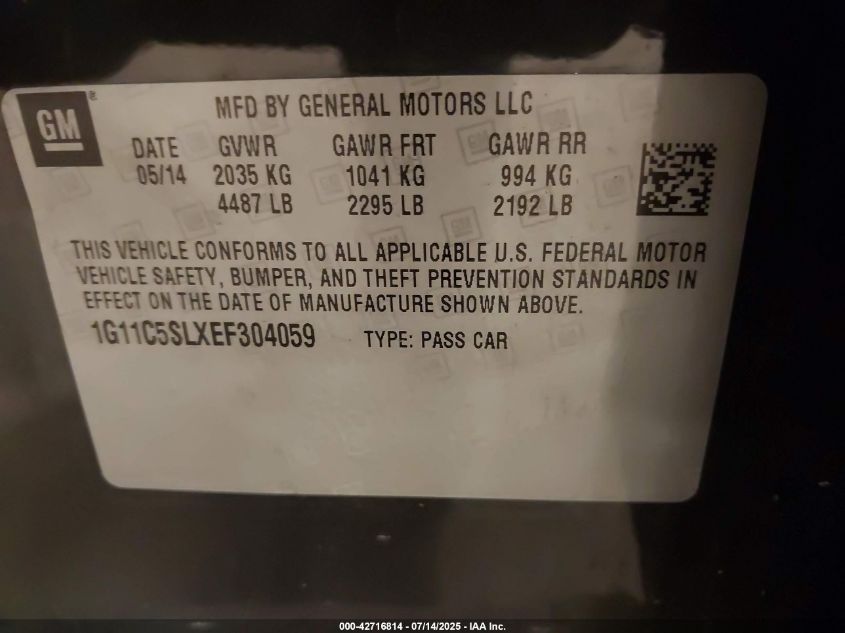 GM®
MFD BY GENERAL MOTORS LLC
DATE GVWR GAWR FRT GAWR RR
05/14 2035 KG 1041 KG 994 KG
4487 LB 2295 LB 2192 LB
THIS VEHICLE CONFORMS TO ALL APPLICABLE U.S. FEDERAL MOTOR
VEHICLE SAFETY, BUMPER, AND THEFT PREVENTION STANDARDS IN
EFFECT ON THE DATE OF MANUFACTURE SHOWN ABOVE.
1G11C5SLXEF304059 TYPE: PASS CAR
000-42716814 - 07/14/2025 - IAA Inc.